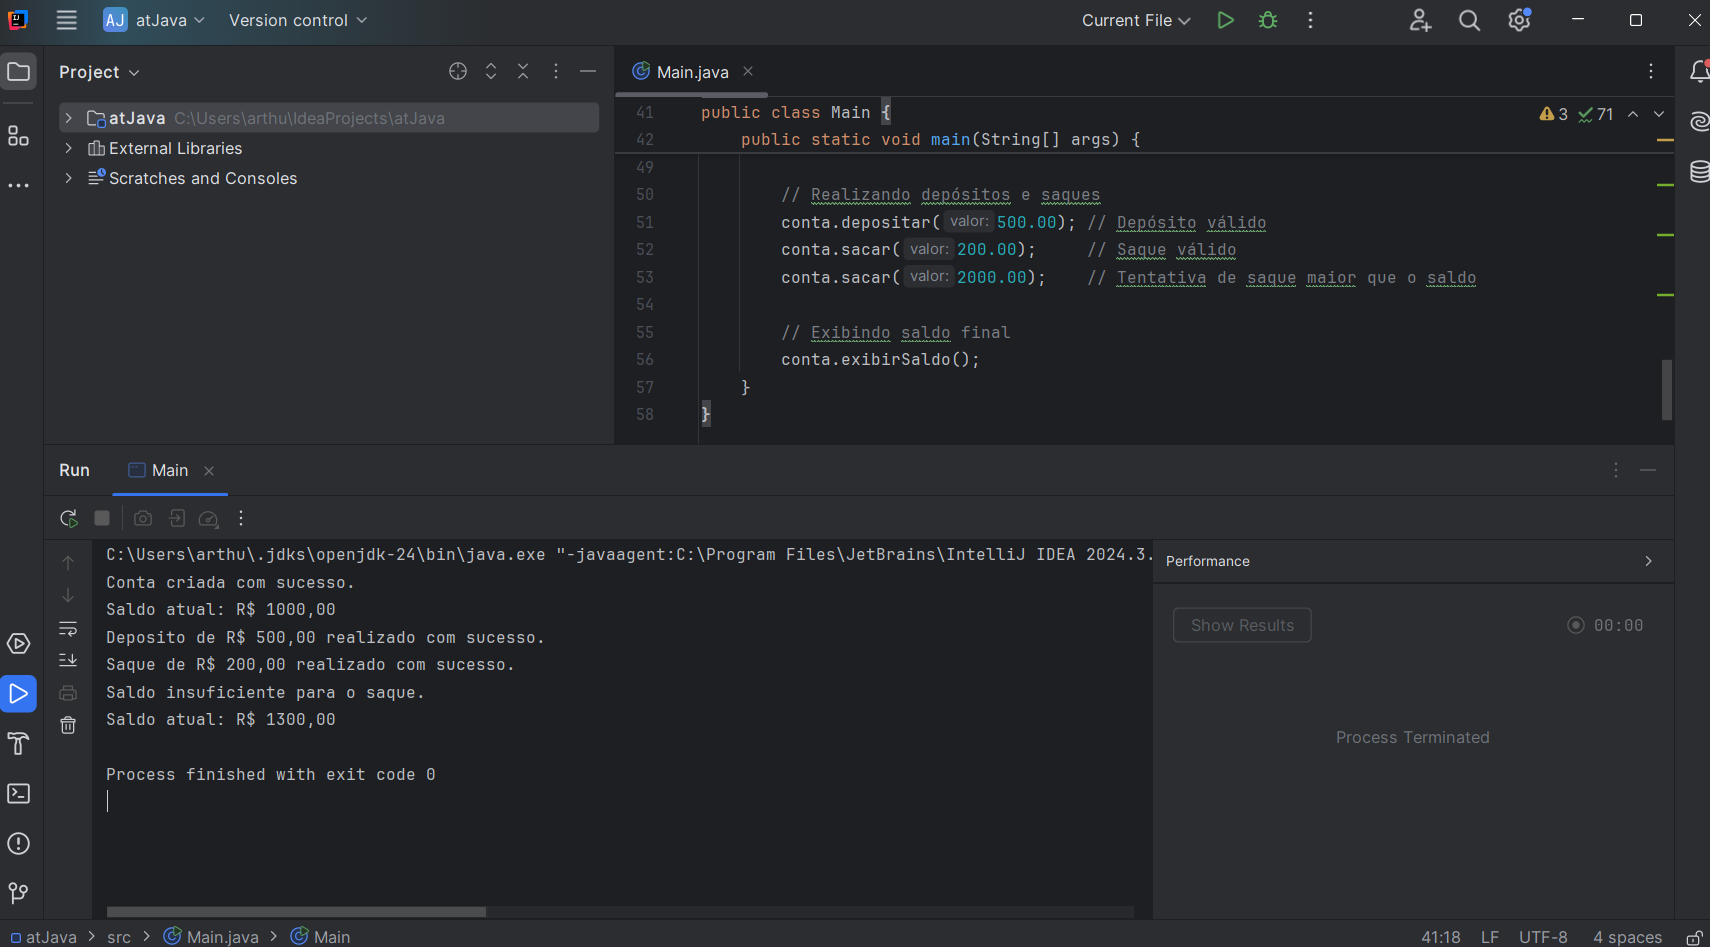 AJ atJava Version control Current File
Project
Main.java
atJava C:\Users\arthu\IdeaProjects\atJava
External Libraries
Scratches and Consoles
3 71
41 public class Main {
42 public static void main(String[] args) {
49
50 // Realizando depósitos e saques
51 conta.depositar( valor: 500.00); // Depósito válido
52 conta.sacar( valor: 200.00); // Saque válido
53 conta.sacar( valor: 2000.00); // Tentativa de saque maior que o saldo
54
55 // Exibindo saldo final
56 conta.exibirSaldo();
57 }
58 }
Run Main
C:\Users\arthu\.jdks\openjdk-24\bin\java.exe "-javaagent:C:\Program Files\JetBrains\IntelliJ IDEA 2024.3.
Conta criada com sucesso.
Saldo atual: R$ 1000,00
Deposito de R$ 500,00 realizado com sucesso.
Saque de R$ 200,00 realizado com sucesso.
Saldo insuficiente para o saque.
Saldo atual: R$ 1300,00
Process finished with exit code 0
Performance
Show Results 00:00
Process Terminated
atJava > src > Main.java > Main 41:18 LF UTF-8 4 spaces